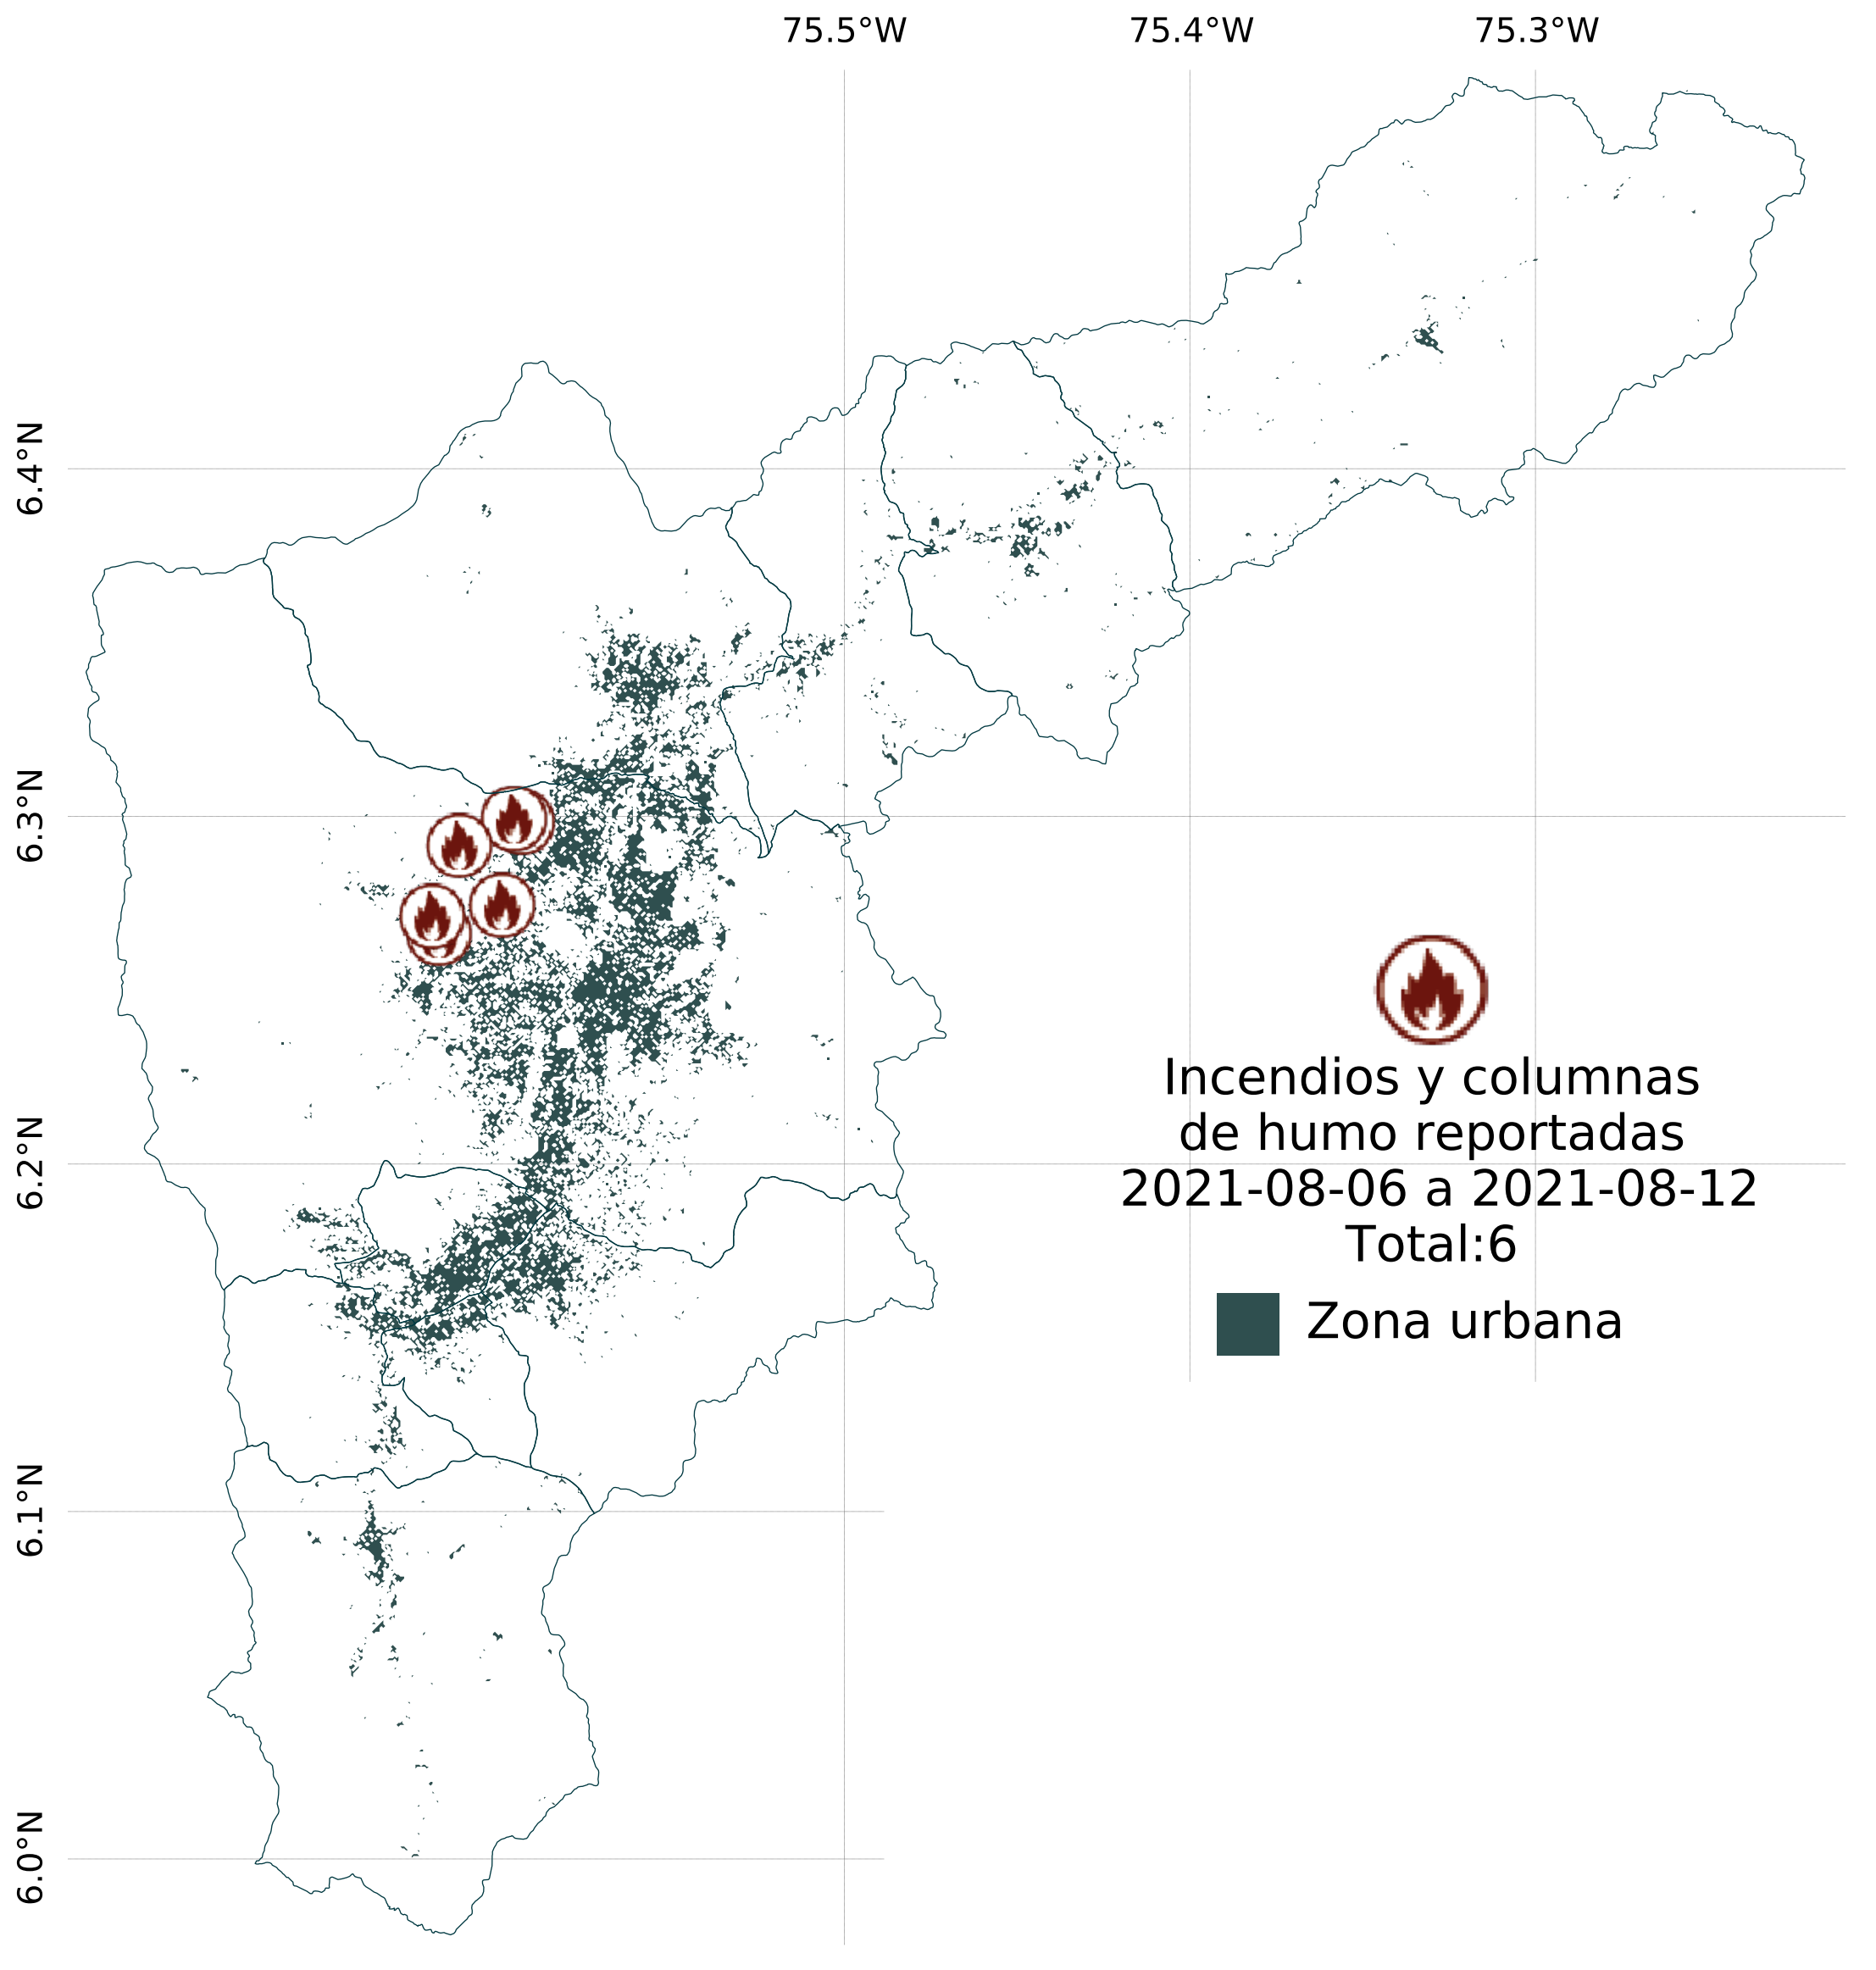 75.5°W 75.4°W 75.3°W
6.4°N
6.3°N
6.2°N
6.1°N
6.0°N
Incendios y columnas
de humo reportadas
2021-08-06 a 2021-08-12
Total:6
Zona urbana